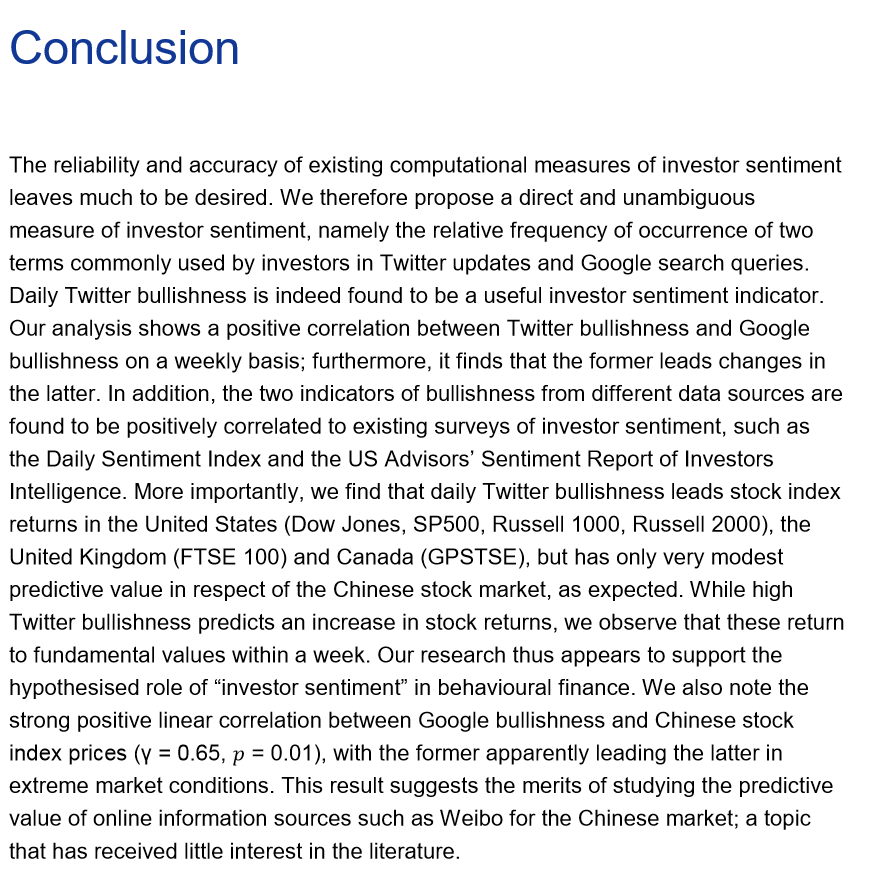 Conclusion
The reliability and accuracy of existing computational measures of investor sentiment
leaves much to be desired. We therefore propose a direct and unambiguous
measure of investor sentiment, namely the relative frequency of occurrence of two
terms commonly used by investors in Twitter updates and Google search queries.
Daily Twitter bullishness is indeed found to be a useful investor sentiment indicator.
Our analysis shows a positive correlation between Twitter bullishness and Google
bullishness on a weekly basis; furthermore, it finds that the former leads changes in
the latter. In addition, the two indicators of bullishness from different data sources are
found to be positively correlated to existing surveys of investor sentiment, such as
the Daily Sentiment Index and the US Advisors’ Sentiment Report of Investors
Intelligence. More importantly, we find that daily Twitter bullishness leads stock index
returns in the United States (Dow Jones, SP500, Russell 1000, Russell 2000), the
United Kingdom (FTSE 100) and Canada (GPSTSE), but has only very modest
predictive value in respect of the Chinese stock market, as expected. While high
Twitter bullishness predicts an increase in stock returns, we observe that these return
to fundamental values within a week. Our research thus appears to support the
hypothesised role of “investor sentiment” in behavioural finance. We also note the
strong positive linear correlation between Google bullishness and Chinese stock
index prices (γ = 0.65, p = 0.01), with the former apparently leading the latter in
extreme market conditions. This result suggests the merits of studying the predictive
value of online information sources such as Weibo for the Chinese market; a topic
that has received little interest in the literature.